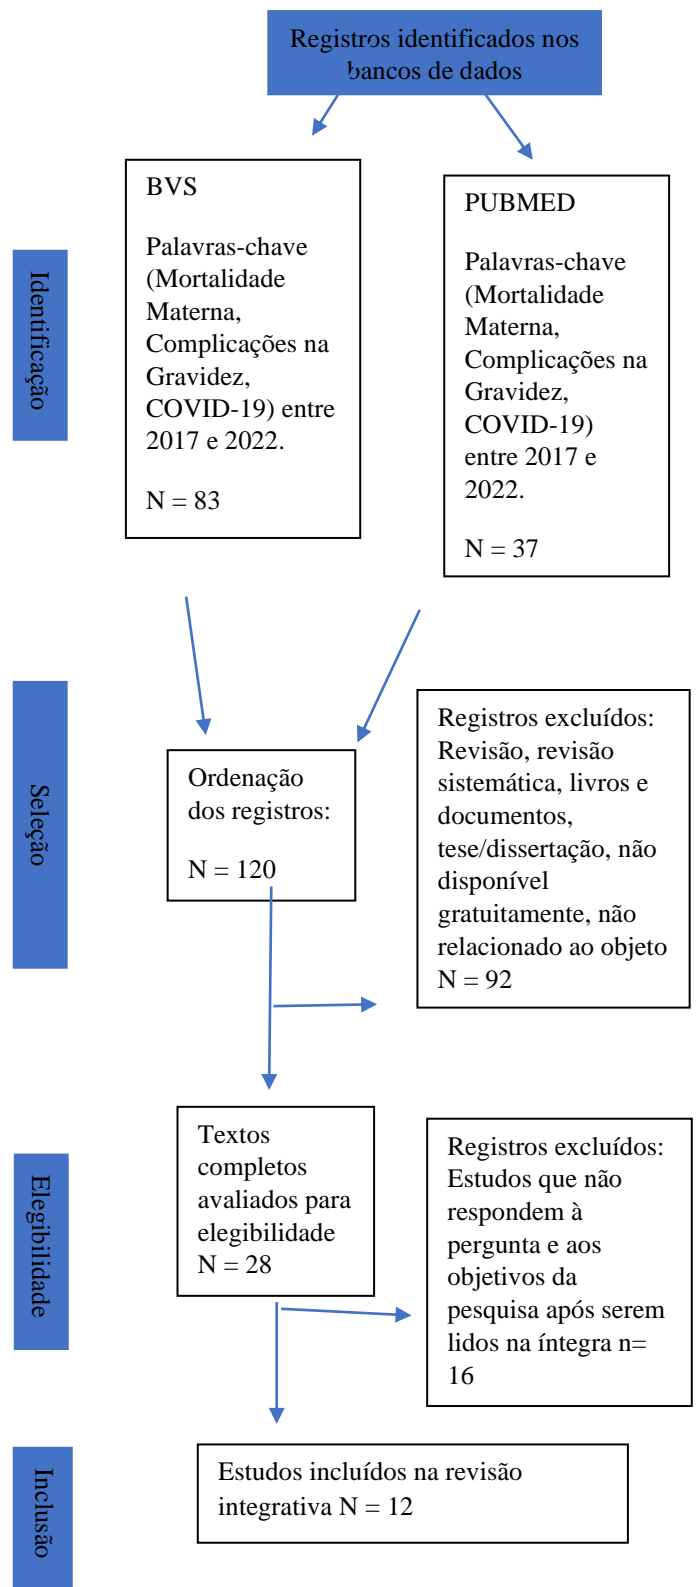 Registros identificados nos
bancos de dados
Identificação
BVS
Palavras-chave
(Mortalidade
Materna,
Complicações na
Gravidez,
COVID-19) entre
2017 e 2022.
N = 83
PUBMED
Palavras-chave
(Mortalidade
Materna,
Complicações na
Gravidez,
COVID-19)
entre 2017 e
2022.
N = 37
Seleção
Ordenação
dos registros:
N = 120
Registros excluídos:
Revisão, revisão
sistemática, livros e
documentos,
tese/dissertação, não
disponível
gratuitamente, não
relacionado ao objeto
N = 92
Elegibilidade
Textos
completos
avaliados para
elegibilidade
N = 28
Registros excluídos:
Estudos que não
respondem à
pergunta e aos
objetivos da
pesquisa após serem
lidos na íntegra n=
16
Inclusão
Estudos incluídos na revisão
integrativa N = 12